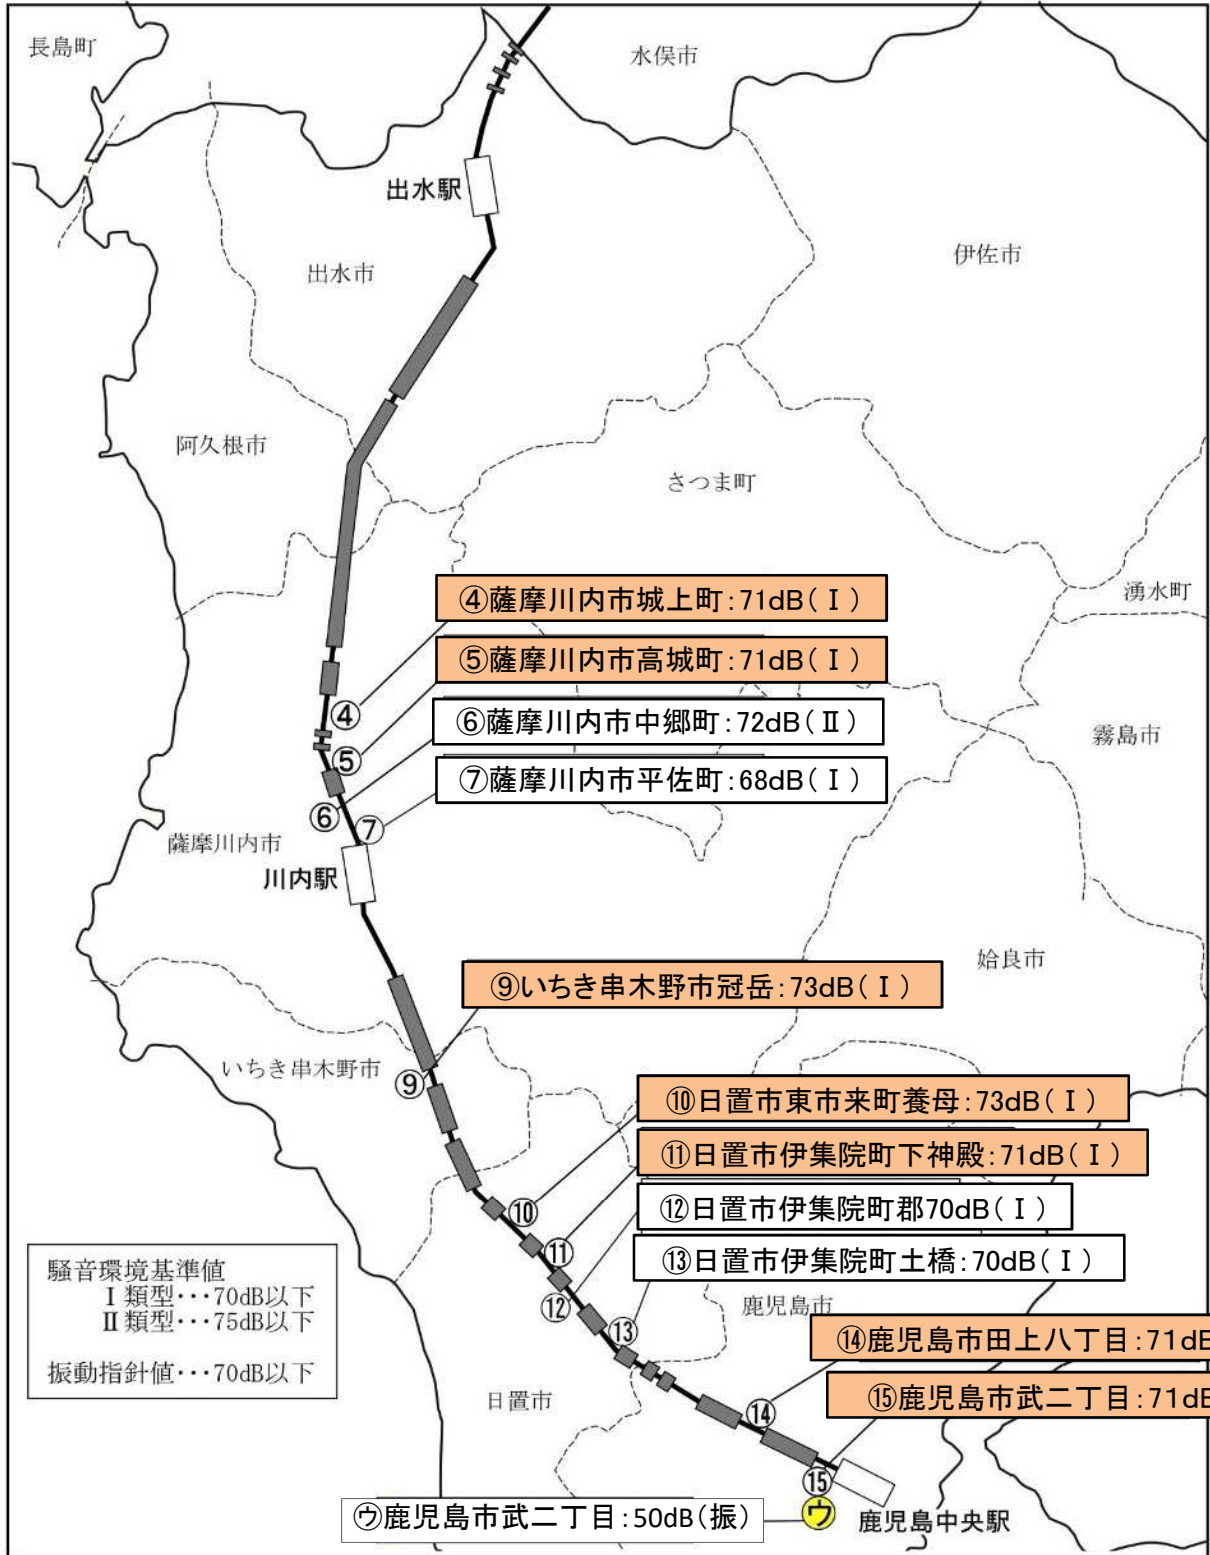 長島町
水俣市
出水駅
出水市
伊佐市
阿久根市
さつま町
④薩摩川内市城上町:71dB(Ⅰ)
湧水町
⑤薩摩川内市高城町:71dB(Ⅰ)
④
⑥薩摩川内市中郷町:72dB(Ⅱ)
霧島市
⑤
⑦薩摩川内市平佐町:68dB(Ⅰ)
⑥
⑦
薩摩川内市
川内駅
姶良市
⑨いちき串木野市冠岳:73dB(Ⅰ)
いちき串木野市
⑨
⑩日置市東市来町養母:73dB(Ⅰ)
⑪日置市伊集院町下神殿:71dB(Ⅰ)
⑩
⑫日置市伊集院町郡70dB(Ⅰ)
⑪
⑬日置市伊集院町土橋:70dB(Ⅰ)
騒音環境基準値
Ⅰ類型・・・70dB以下
Ⅱ類型・・・75dB以下
振動指針値・・・70dB以下
⑫
鹿児島市
⑬
⑭鹿児島市田上八丁目:71dB
日置市
⑮鹿児島市武二丁目:71dB
⑭
⑮
㋒鹿児島市武二丁目:50dB(振)
ウ
鹿児島中央駅